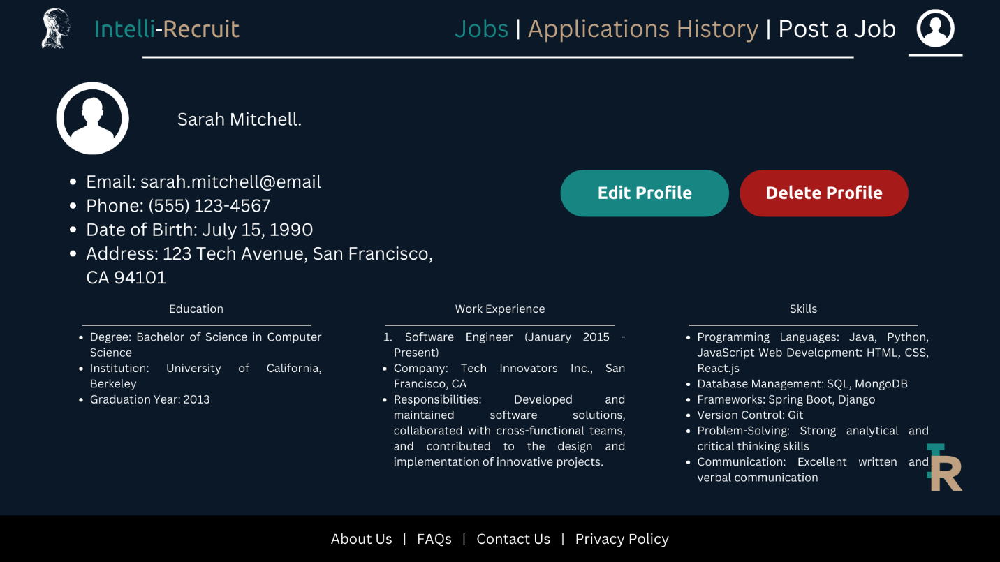 Intelli-Recruit
Jobs | Applications History | Post a Job
Sarah Mitchell.
• Email: sarah.mitchell@email
• Phone: (555) 123-4567
• Date of Birth: July 15, 1990
• Address: 123 Tech Avenue, San Francisco,
CA 94101
Edit Profile
Delete Profile
Education
• Degree: Bachelor of Science in Computer
Science
• Institution: University of California,
Berkeley
• Graduation Year: 2013
Work Experience
1. Software Engineer (January 2015 -
Present)
• Company: Tech Innovators Inc., San
Francisco, CA
• Responsibilities: Developed and
maintained software solutions,
collaborated with cross-functional teams,
and contributed to the design and
implementation of innovative projects.
Skills
• Programming Languages: Java, Python,
JavaScript Web Development: HTML, CSS,
React.js
• Database Management: SQL, MongoDB
• Frameworks: Spring Boot, Django
• Version Control: Git
• Problem-Solving: Strong analytical and
critical thinking skills
• Communication: Excellent written and
verbal communication
IR
About Us | FAQs | Contact Us | Privacy Policy